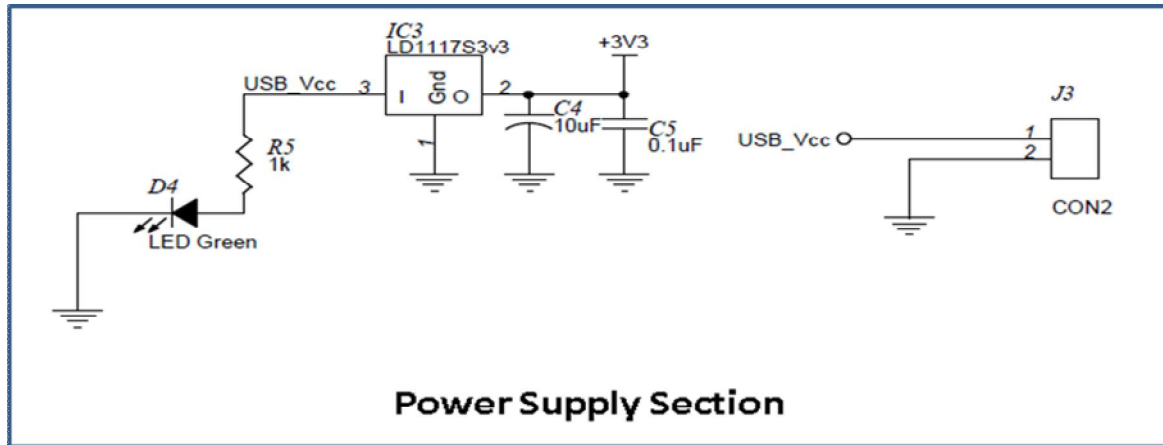 IC3
LD1117S3v3
+3V3
USB_Vcc 3 I Gnd O 2
1
C4
10uF
C5
0.1uF
R5
1k
D4
LED Green
J3
USB_Vcc 1
2
CON2
Power Supply Section